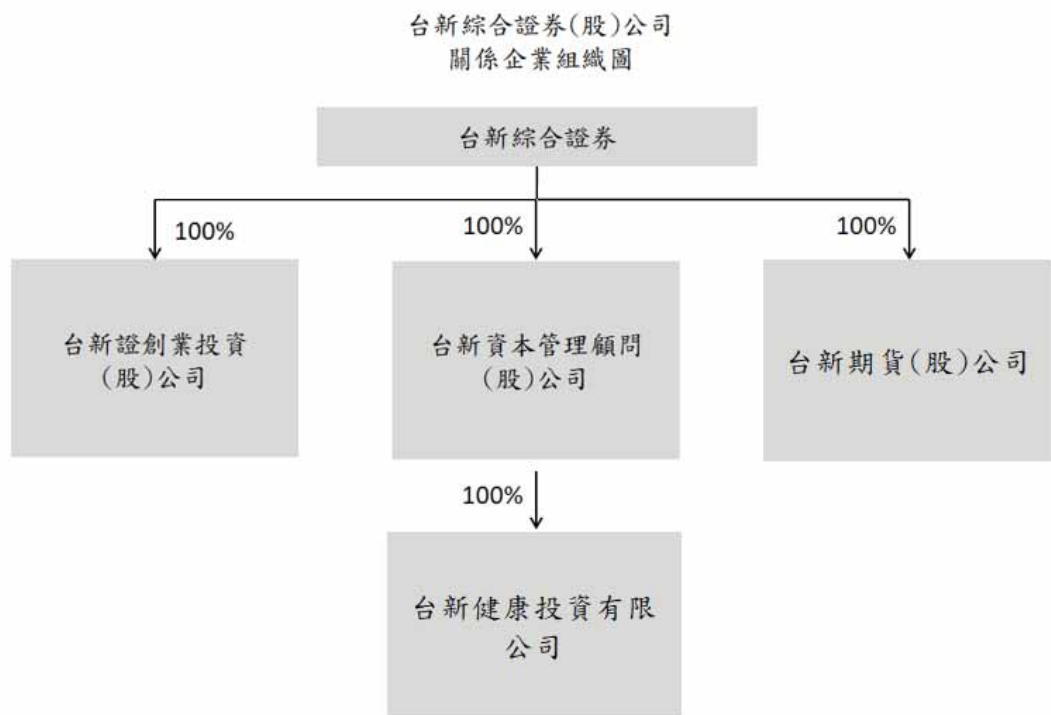 台新綜合證券(股)公司
關係企業組織圖
台新綜合證券
100%
100%
100%
台新證創業投資
(股)公司
台新資本管理顧問
(股)公司
台新期貨(股)公司
100%
台新健康投資有限
公司